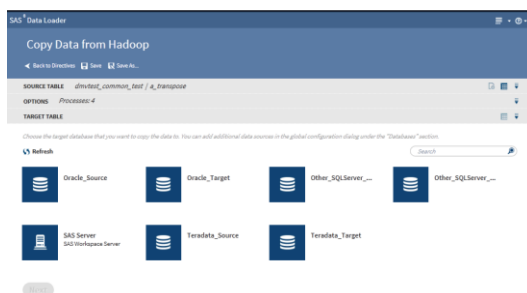 SAS® Data Loader
Copy Data from Hadoop
Back to Directives Save Save As...
SOURCE TABLE dmvtest_common_test | a_transpose
OPTIONS Processes: 4
TARGET TABLE
Choose the target database that you want to copy the data to. You can add additional data sources in the global configuration dialog under the "Databases" section.
Refresh Search
Oracle_Source Oracle_Target Other_SQLServer_... Other_SQLServer_...
SAS Server Teradata_Source Teradata_Target
SAS Workspace Server
Next